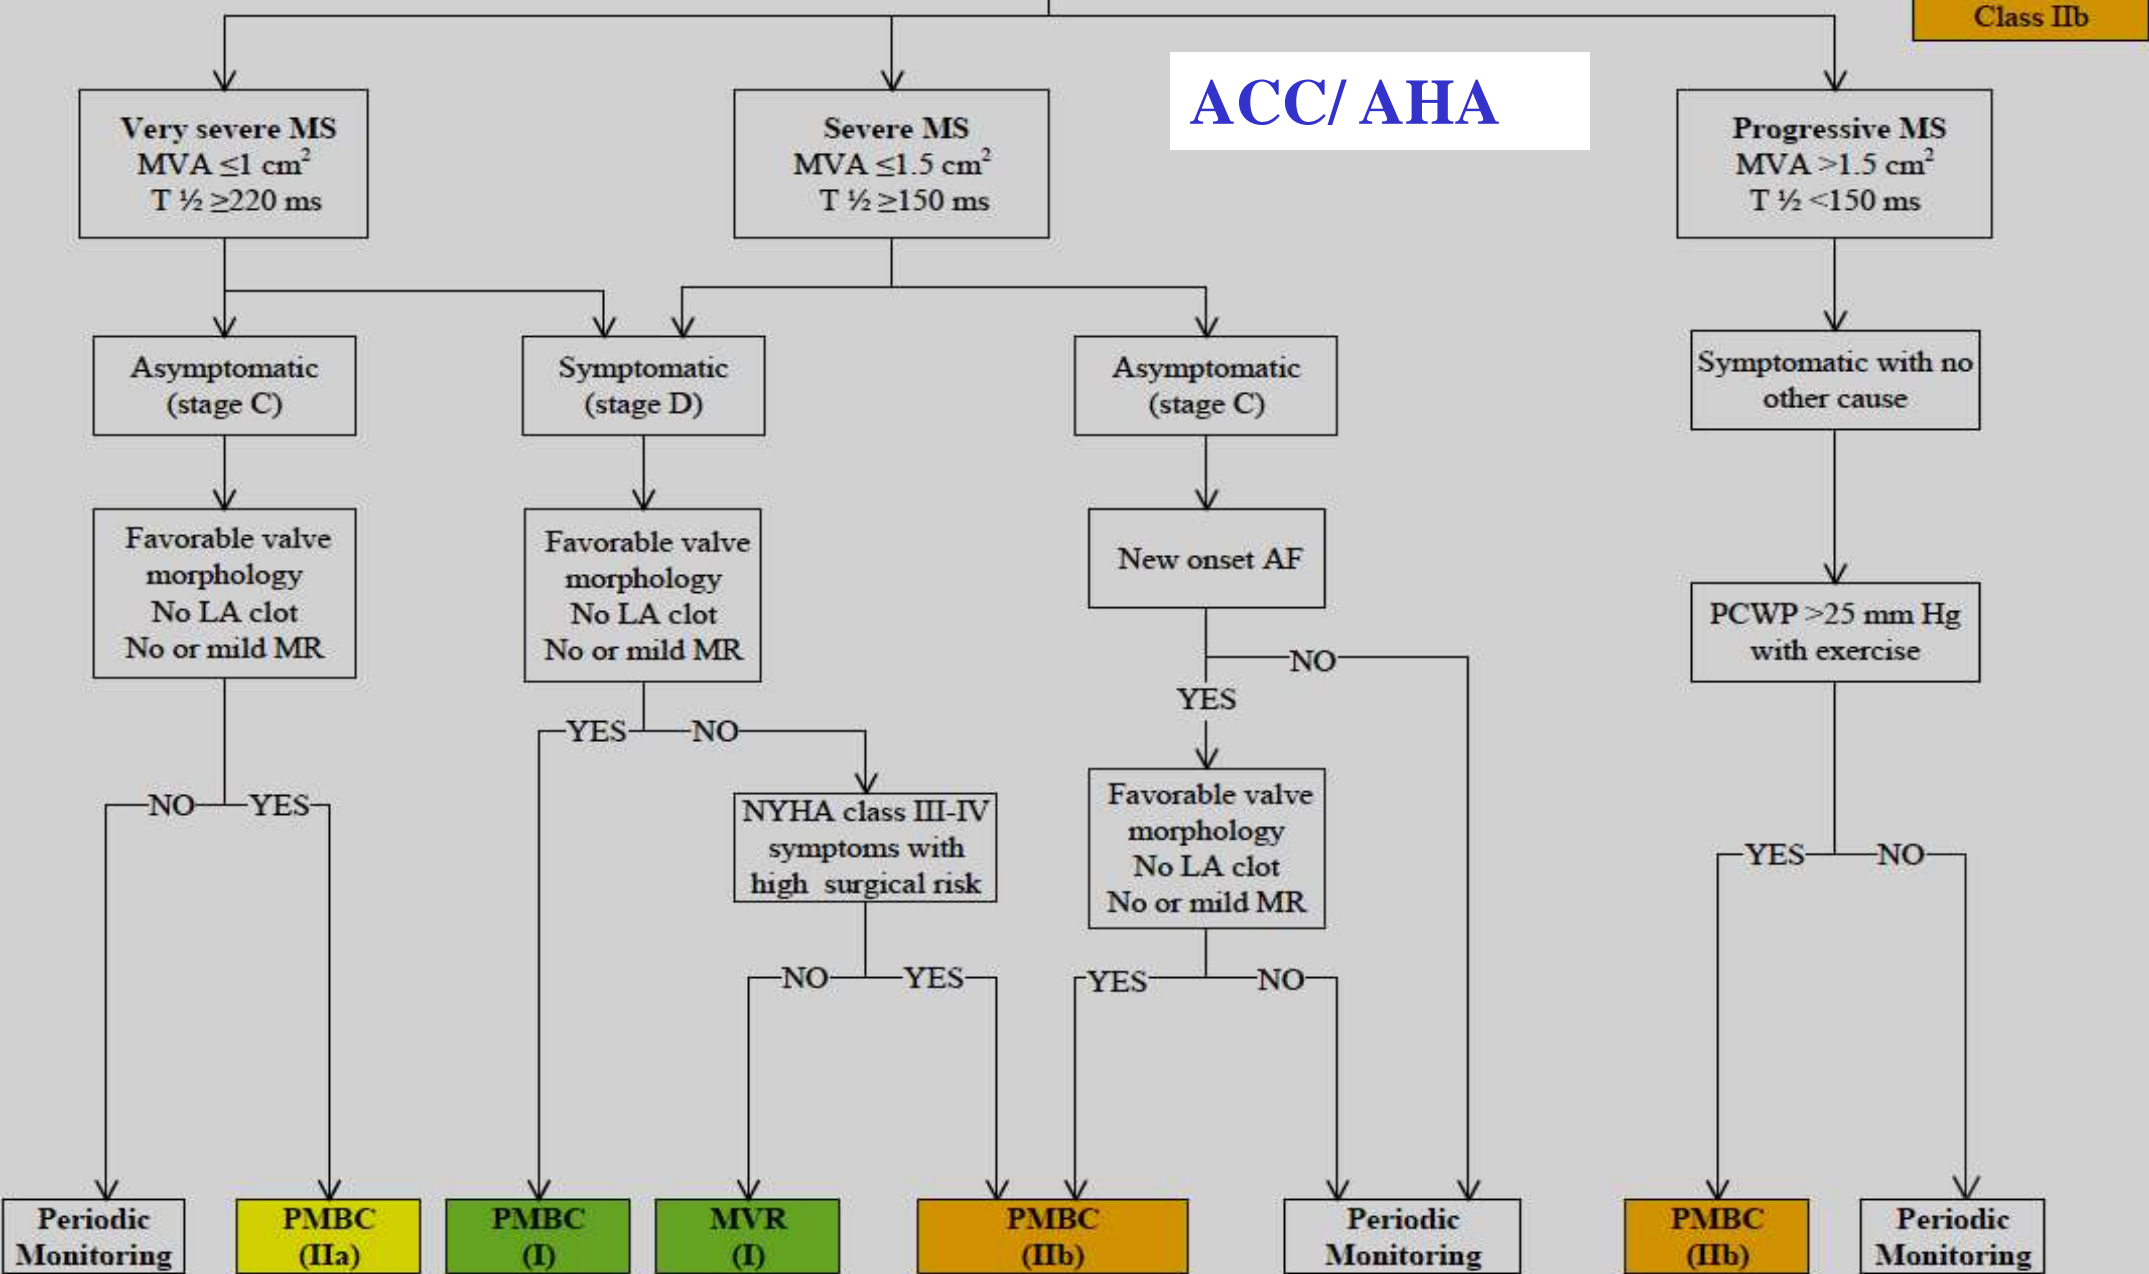 Class IIb
ACC/ AHA
Very severe MS
MVA ≤1 cm²
T ½ ≥220 ms
Severe MS
MVA ≤1.5 cm²
T ½ ≥150 ms
Progressive MS
MVA >1.5 cm²
T ½ <150 ms
Asymptomatic
(stage C)
Symptomatic
(stage D)
Asymptomatic
(stage C)
Symptomatic with no
other cause
Favorable valve
morphology
No LA clot
No or mild MR
Favorable valve
morphology
No LA clot
No or mild MR
New onset AF
PCWP >25 mm Hg
with exercise
NO
YES
YES
NO
NYHA class III-IV
symptoms with
high surgical risk
Favorable valve
morphology
No LA clot
No or mild MR
NO
YES
YES
NO
NO
YES
YES
NO
YES
NO
Periodic
Monitoring
PMBC
(IIa)
PMBC
(I)
MVR
(I)
PMBC
(IIb)
Periodic
Monitoring
PMBC
(IIb)
Periodic
Monitoring